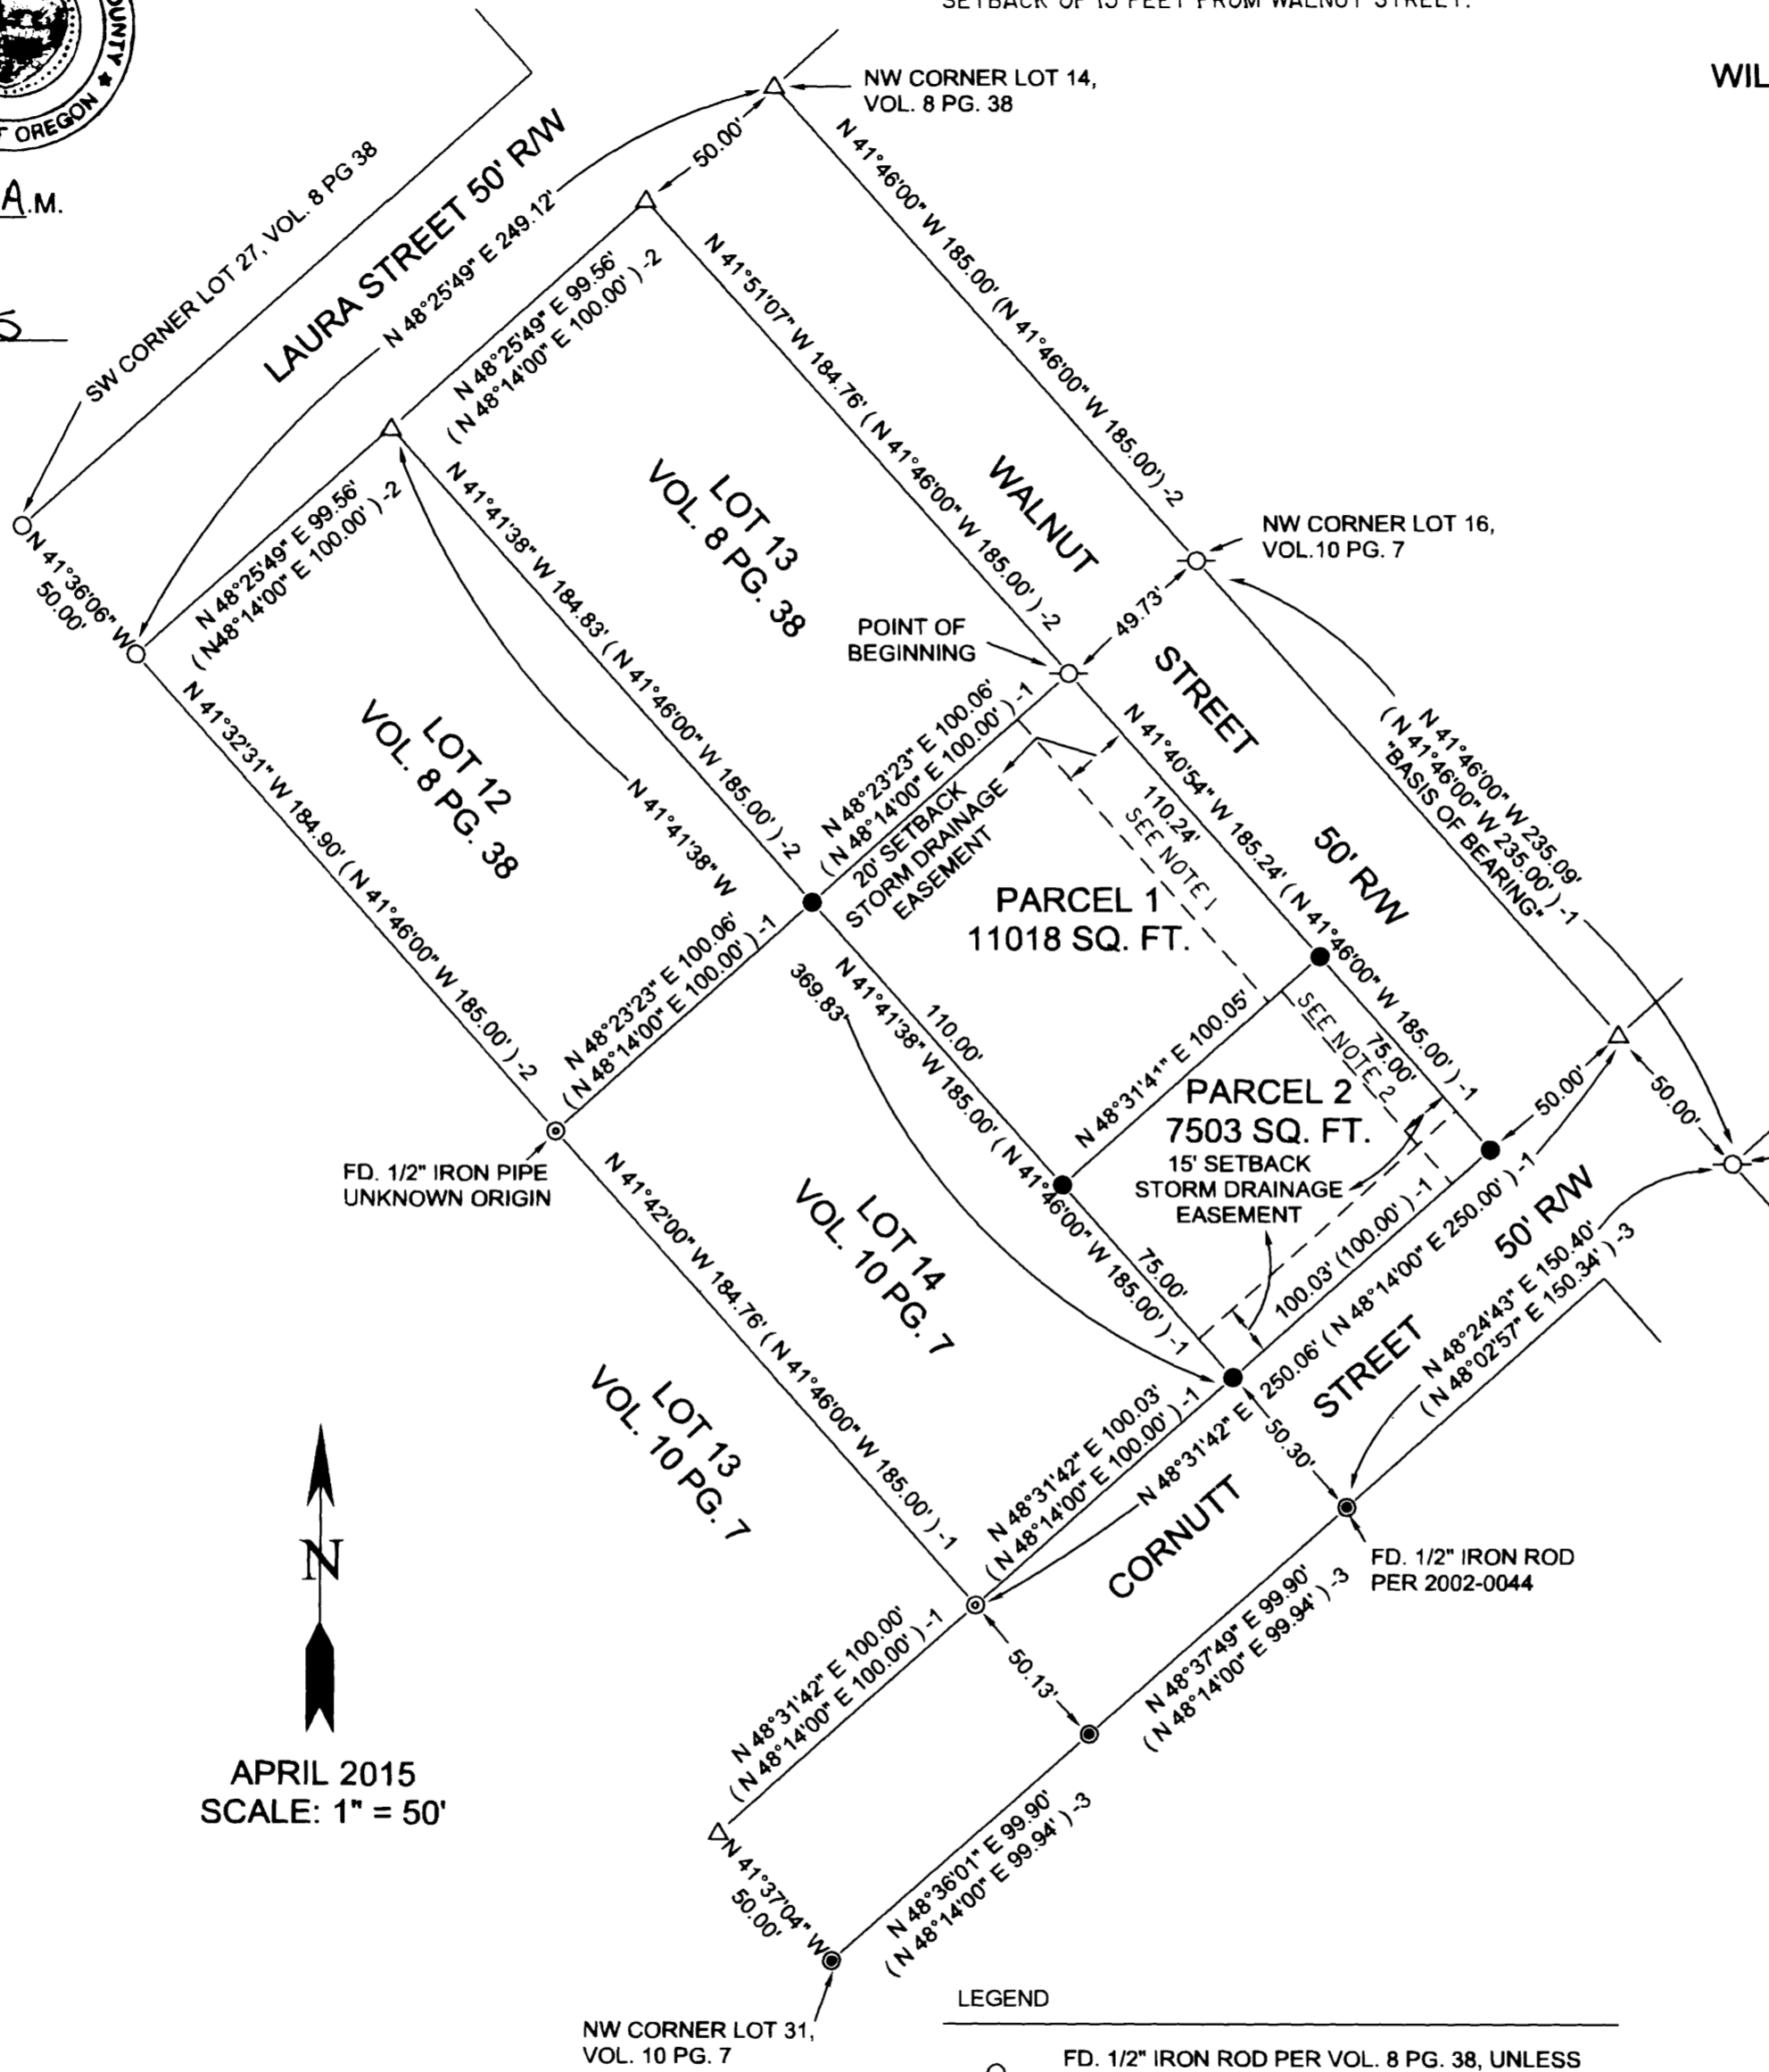 SETBACK OF 15 FEET FROM WALNUT STREET.
OUNTY ★
OREGON ★
WIL
A.M.
NW CORNER LOT 14,
VOL. 8 PG. 38
50.00'
LAURA STREET 50' R/W
SW CORNER LOT 27, VOL. 8 PG 38
N 48°25'49" E 249.12'
N 41°46'00" W 185.00' (N 41°46'00" W 185.00') -2
N 48°25'49" E 99.56'
( N 48°14'00" E 100.00' ) -2
N 41°51'07" W 184.76' ( N 41°46'00" W 185.00' ) -2
N 41°36'06" W
50.00'
N 48°25'49" E 99.56'
( N48°14'00" E 100.00' ) -2
N 41°41'38" W 184.83' ( N 41°46'00" W 185.00' ) -2
LOT 13
VOL. 8 PG. 38
WALNUT
STREET
50' R/W
NW CORNER LOT 16,
VOL.10 PG. 7
49.73'
POINT OF
BEGINNING
N 41°32'31" W 184.90' ( N 41°46'00" W 185.00' ) -2
LOT 12
VOL. 8 PG. 38
N 41°41'38" W
369.83'
N 48°23'23" E 100.06'
( N 48°14'00" E 100.00' ) -1
20' SETBACK
STORM DRAINAGE
EASEMENT
N 41°40'54" W 185.24' ( N 41°46'00" W 185.00' ) -1
110.24'
SEE NOTE 1
N 41°46'00" W 235.09'
( N 41°46'00" W 235.00' ) -1
"BASIS OF BEARING"
PARCEL 1
11018 SQ. FT.
N 48°23'23" E 100.06'
( N 48°14'00" E 100.00' ) -1
110.00'
N 41°41'38" W 185.00' ( N 41°46'00" W 185.00' ) -1
N 48°31'41" E 100.05'
SEE NOTE 2
75.00'
PARCEL 2
7503 SQ. FT.
15' SETBACK
STORM DRAINAGE
EASEMENT
50.00'
50.00'
FD. 1/2" IRON PIPE
UNKNOWN ORIGIN
N 41°42'00" W 184.76' ( N 41°46'00" W 185.00' ) -1
LOT 14
VOL. 10 PG. 7
75.00'
100.03' (100.00' ) -1
N 48°31'42" E 250.06' ( N 48°14'00" E 250.00' ) -1
CORNUTT
STREET
50' R/W
N 48°24'43" E 150.40'
( N 48°02'57" E 150.34' ) -3
LOT 13
VOL. 10 PG. 7
N 48°31'42" E 100.03'
( N 48°14'00" E 100.00' ) -1
50.30'
FD. 1/2" IRON ROD
PER 2002-0044
N
APRIL 2015
SCALE: 1" = 50'
N 48°31'42" E 100.00'
( N 48°14'00" E 100.00' ) -1
50.13'
N 48°37'49" E 99.90'
( N 48°14'00" E 99.94' ) -3
N 41°37'04" W
50.00'
N 48°36'01" E 99.90'
( N 48°14'00" E 99.94' ) -3
NW CORNER LOT 31,
VOL. 10 PG. 7
LEGEND
FD. 1/2" IRON ROD PER VOL. 8 PG. 38, UNLESS